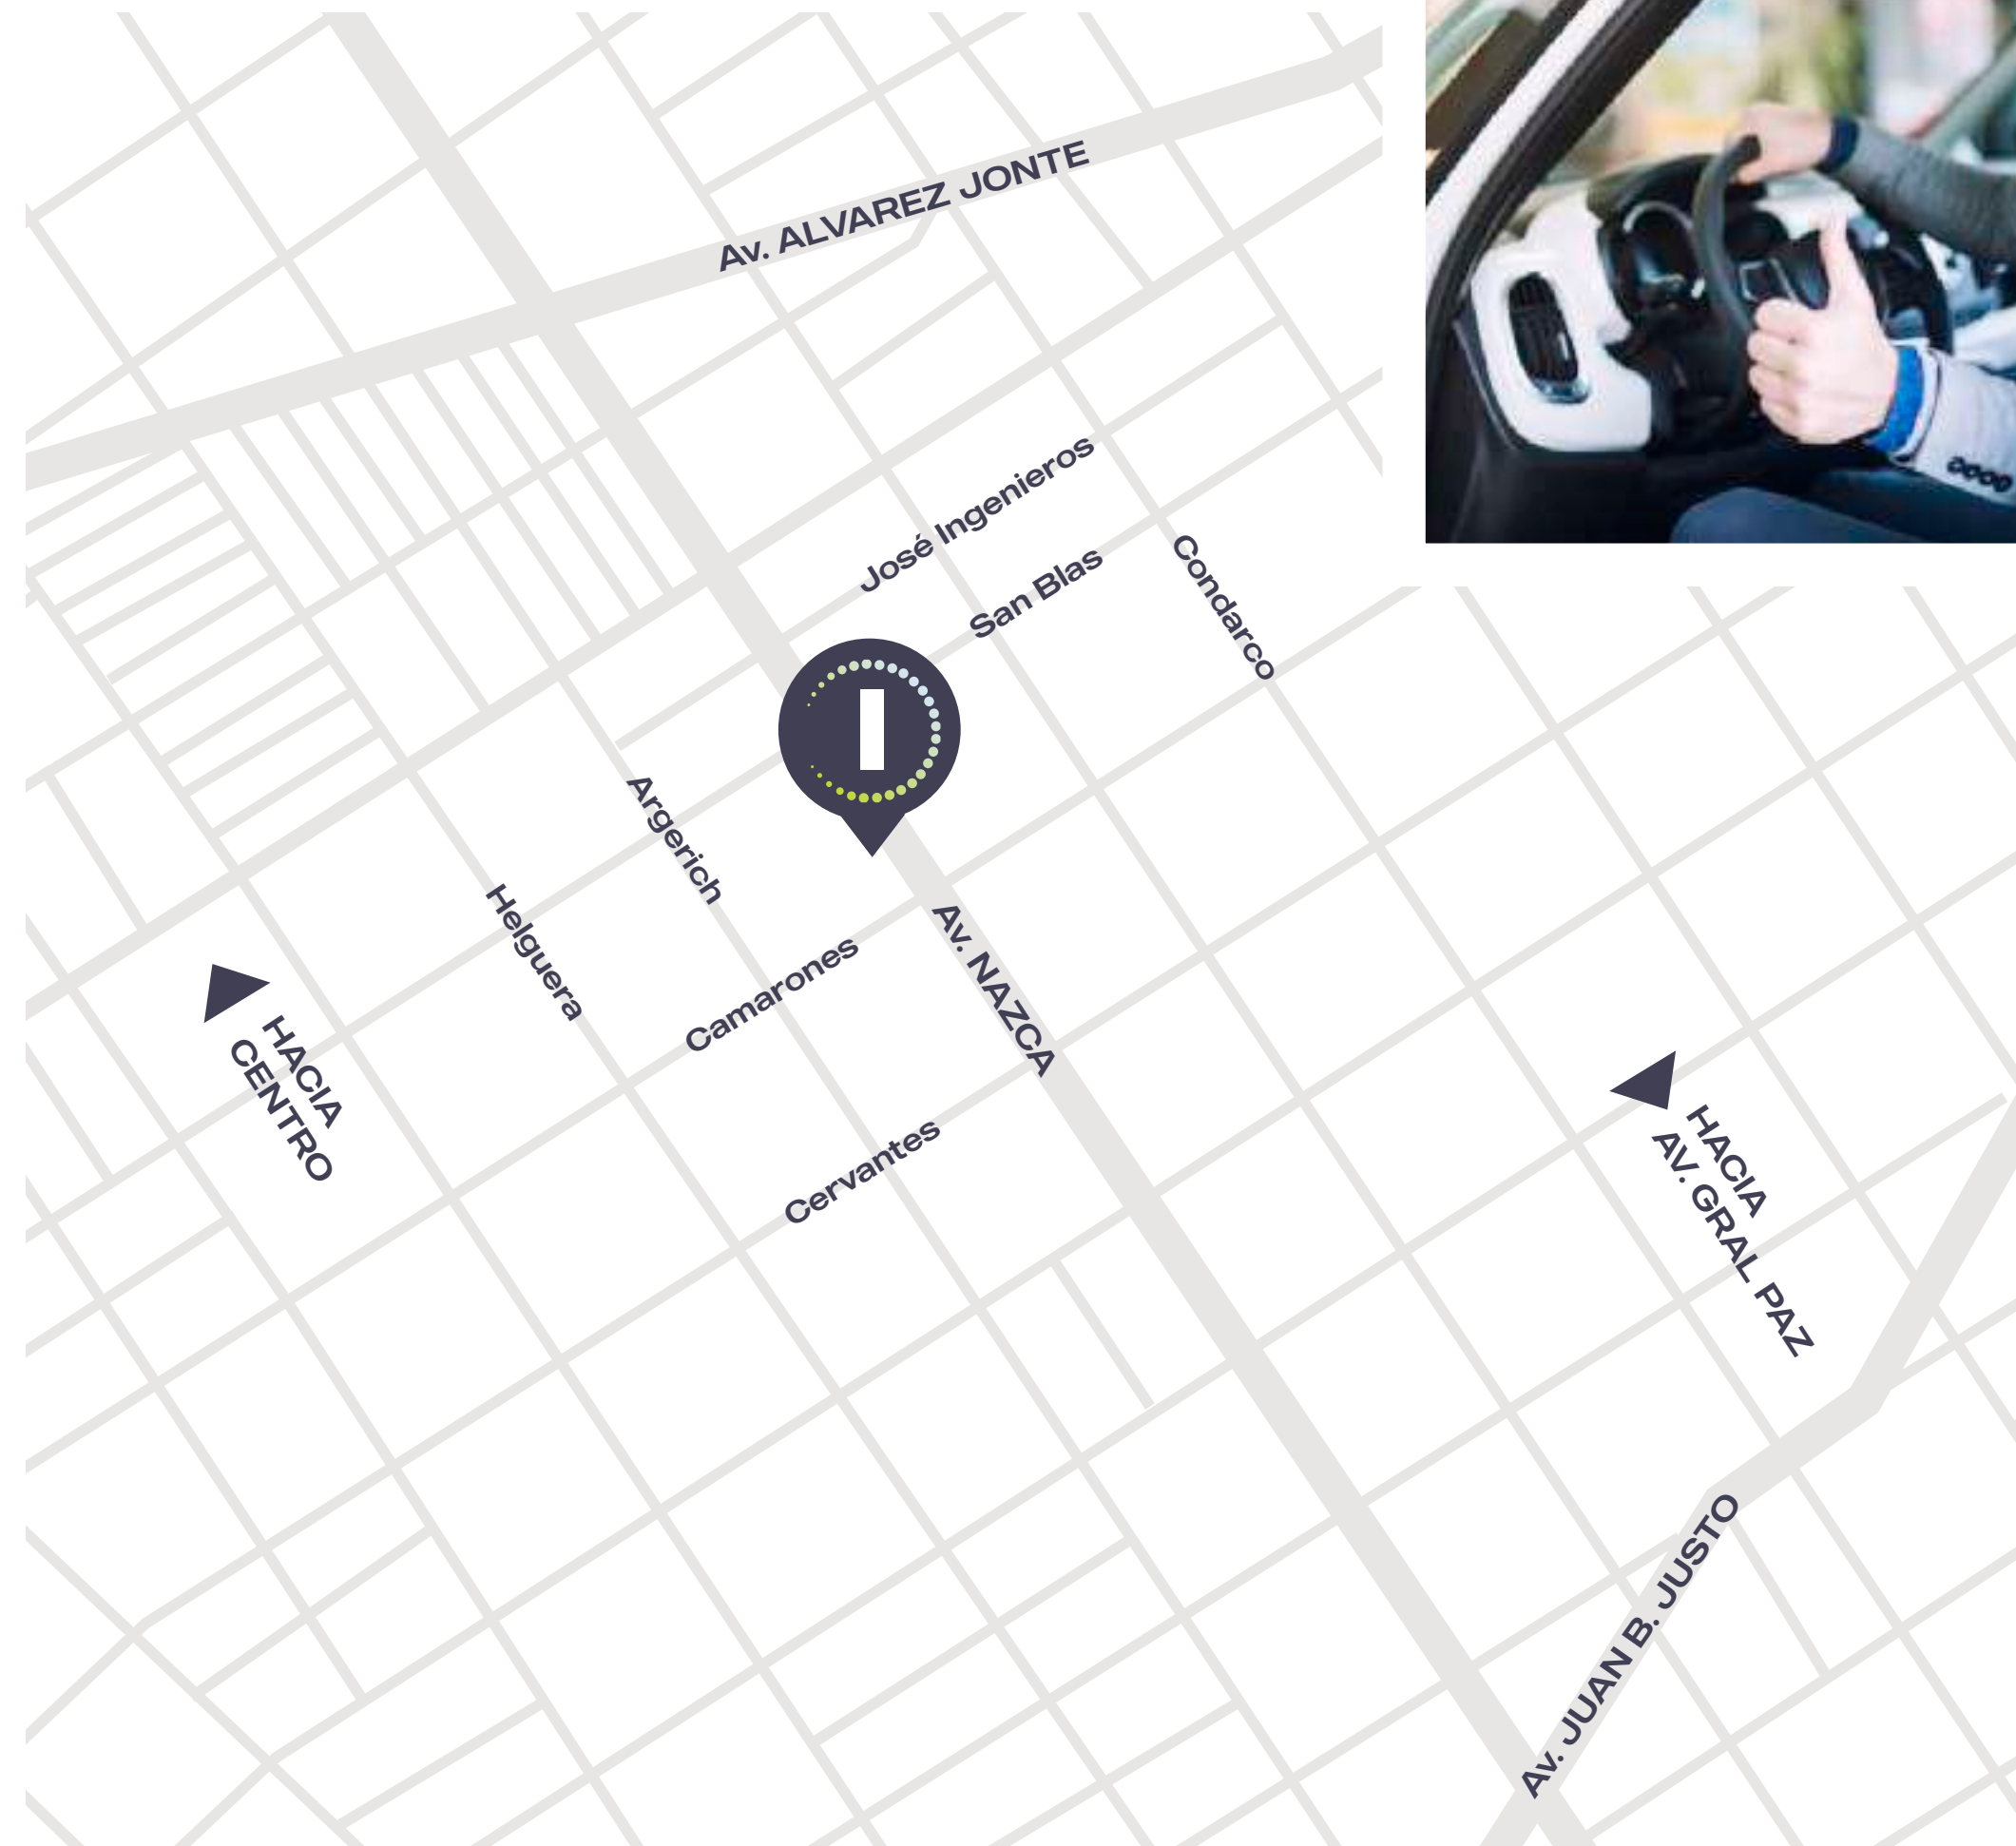 Av. ALVAREZ JONTE
José Ingenieros
San Blas
Condarco
I
Argerich
Helguera
Av. NAZCA
Camarones
HACIA
CENTRO
HACIA
AV. GRAL PAZ
Cervantes
Av. JUAN B. JUSTO